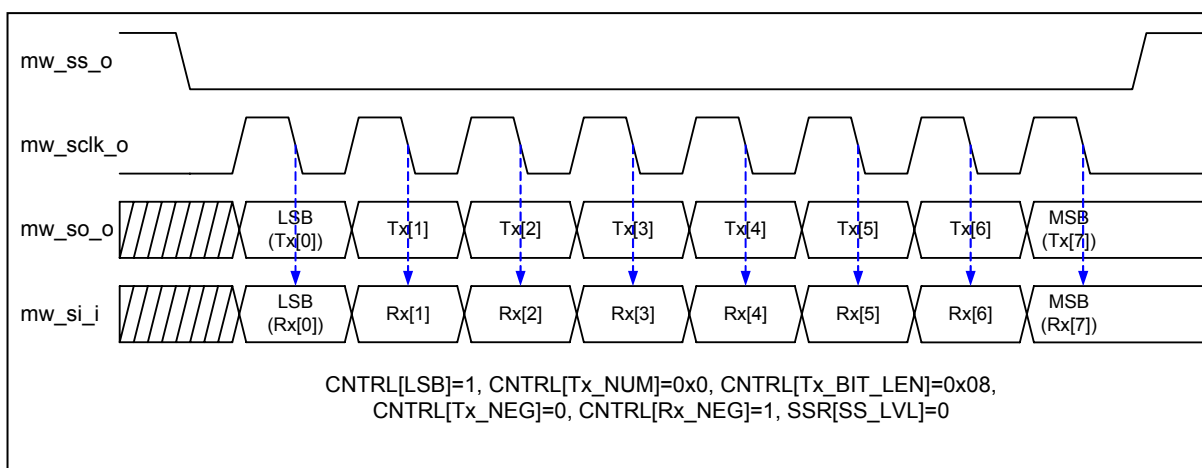 mw_ss_o
mw_sclk_o
mw_so_o
LSB
(Tx[0])
Tx[1]
Tx[2]
Tx[3]
Tx[4]
Tx[5]
Tx[6]
MSB
(Tx[7])
mw_si_i
LSB
(Rx[0])
Rx[1]
Rx[2]
Rx[3]
Rx[4]
Rx[5]
Rx[6]
MSB
(Rx[7])
CNTRL[LSB]=1, CNTRL[Tx_NUM]=0x0, CNTRL[Tx_BIT_LEN]=0x08,
CNTRL[Tx_NEG]=0, CNTRL[Rx_NEG]=1, SSR[SS_LVL]=0